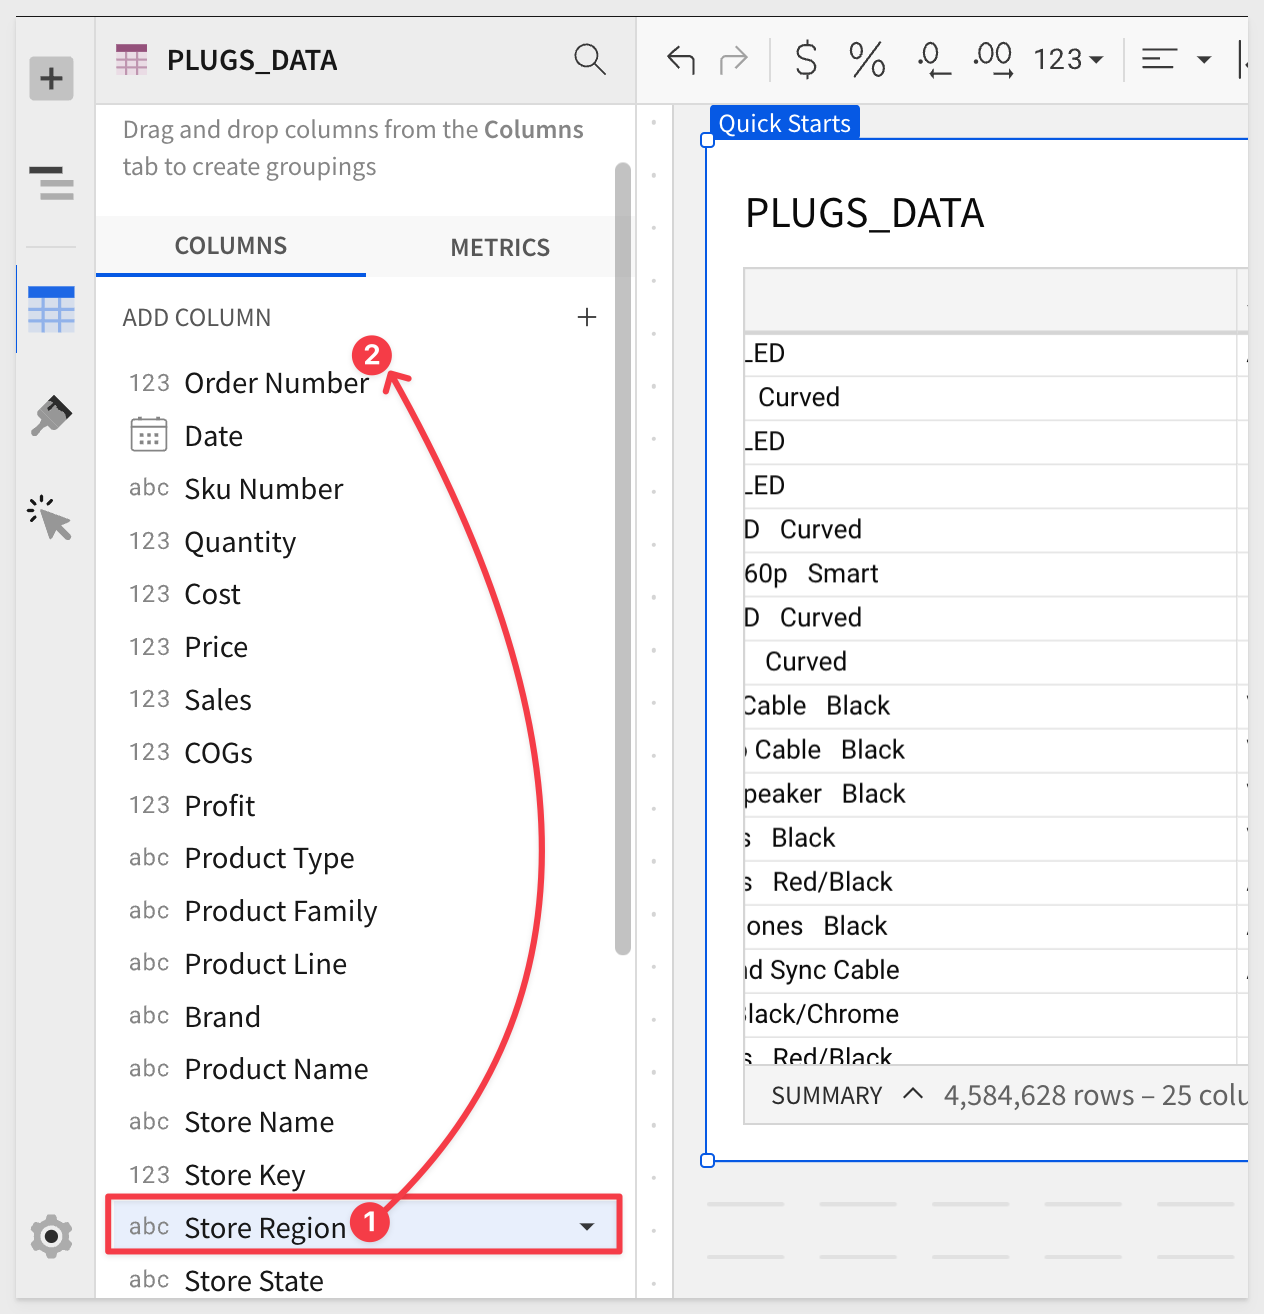 PLUGS_DATA
Drag and drop columns from the Columns
tab to create groupings
COLUMNS
METRICS
ADD COLUMN
2
123 Order Number
Date
abc Sku Number
123 Quantity
123 Cost
123 Price
123 Sales
123 COGs
123 Profit
abc Product Type
abc Product Family
abc Product Line
abc Brand
abc Product Name
abc Store Name
123 Store Key
abc Store Region 1
abc Store State
$ % .0 .00 123
Quick Starts
PLUGS_DATA
LED
Curved
LED
LED
D Curved
60p Smart
D Curved
Curved
Cable Black
Cable Black
peaker Black
s Black
s Red/Black
ones Black
d Sync Cable
lack/Chrome
s Red/Black
SUMMARY 4,584,628 rows – 25 colu